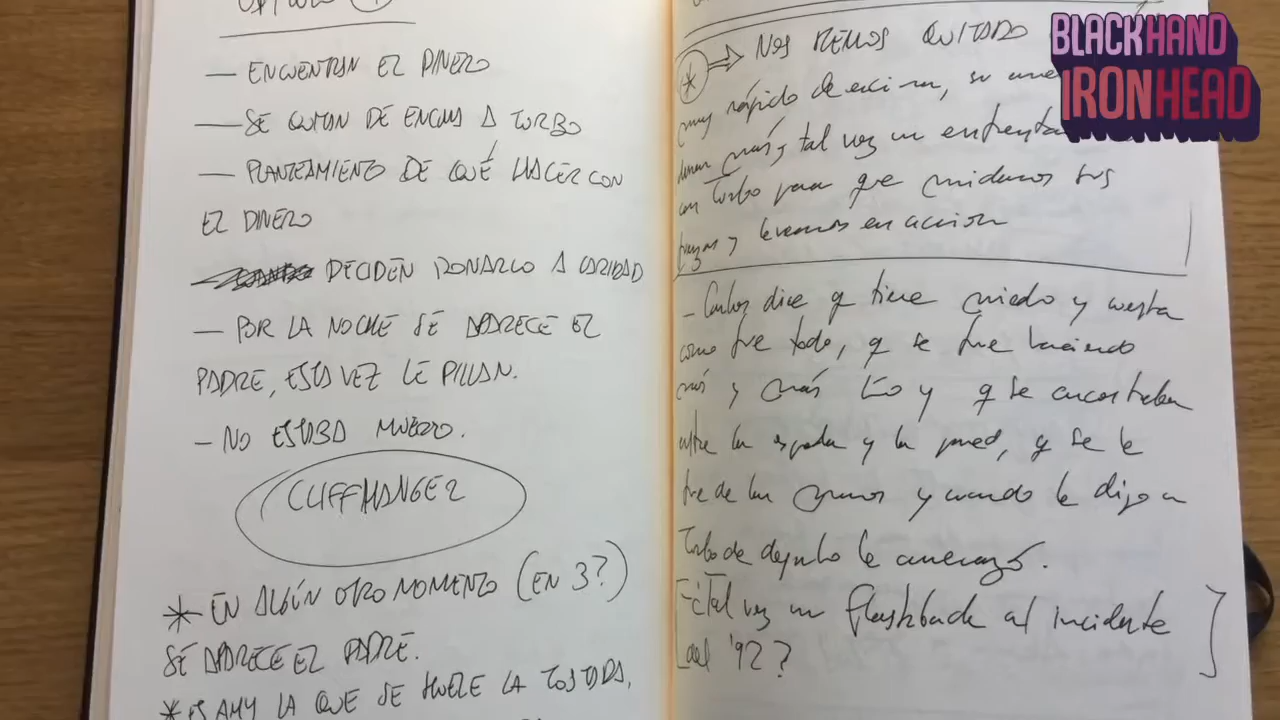 CAPÍTULO 4
— ENCUENTRAN EL DINERO
— SE QUITAN DE ENCIMA A TURBO
— PLANTEAMIENTO DE QUÉ HACER CON
EL DINERO
DECIDEN DONARLO A CARIDAD
— POR LA NOCHE SE APARECE EL
PADRE, ESTA VEZ LE PILLAN.
— NO ESTABA MUERTO.
CLIFFHANGER
* EN ALGÚN OTRO MOMENTO (EN 3?)
SE APARECE EL PADRE.
* ES AMY LA QUE SE HUELE LA TOSTADA,
* ⇒ NOS HEMOS QUITADO
muy rápido de encima, su
más, tal vez un
con Turbo para que midamos sus
fuerzas y le veamos en acción
- Carlos dice q tiene miedo y cuenta
como fue todo, q se fue haciendo
más y más lío y q se encontraban
entre la espada y la pared, y se le
fue de las manos y cuando le dijo a
Turbo de dejarlo le amenazó.
- ¿Tal vez un flashback al incidente
del '92?
BLACKHAND
IRONHEAD